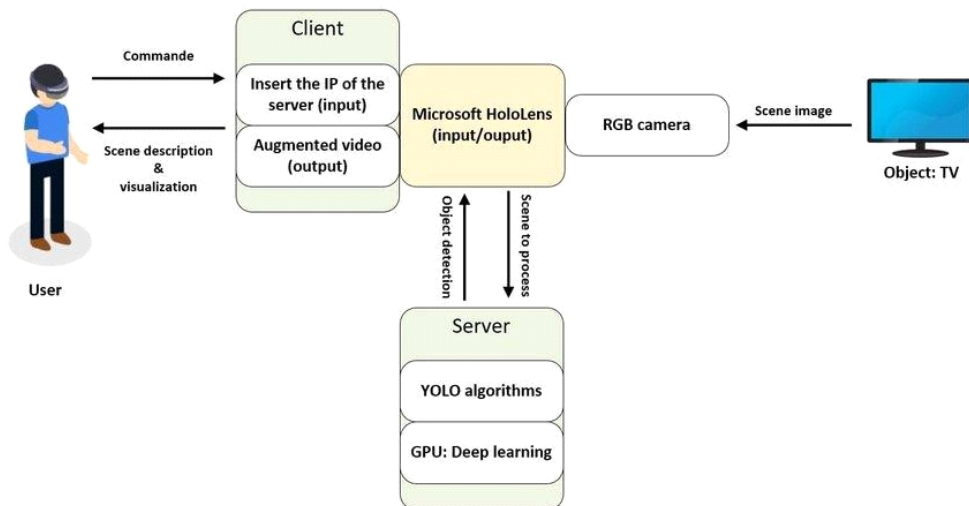 Client
Commande
Insert the IP of the
server (input)
Augmented video
(output)
Scene description
&
visualization
User
Microsoft HoloLens
(input/ouput)
RGB camera
Scene image
Object: TV
Object detection
Scene to process
Server
YOLO algorithms
GPU: Deep learning